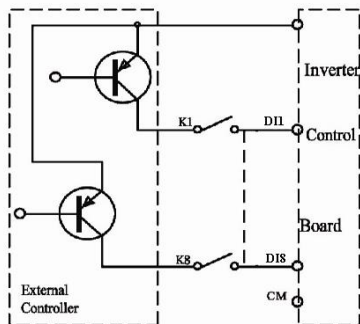 Inverter
K1 DI1
Control
Board
K8 DI8
CM
External
Controller